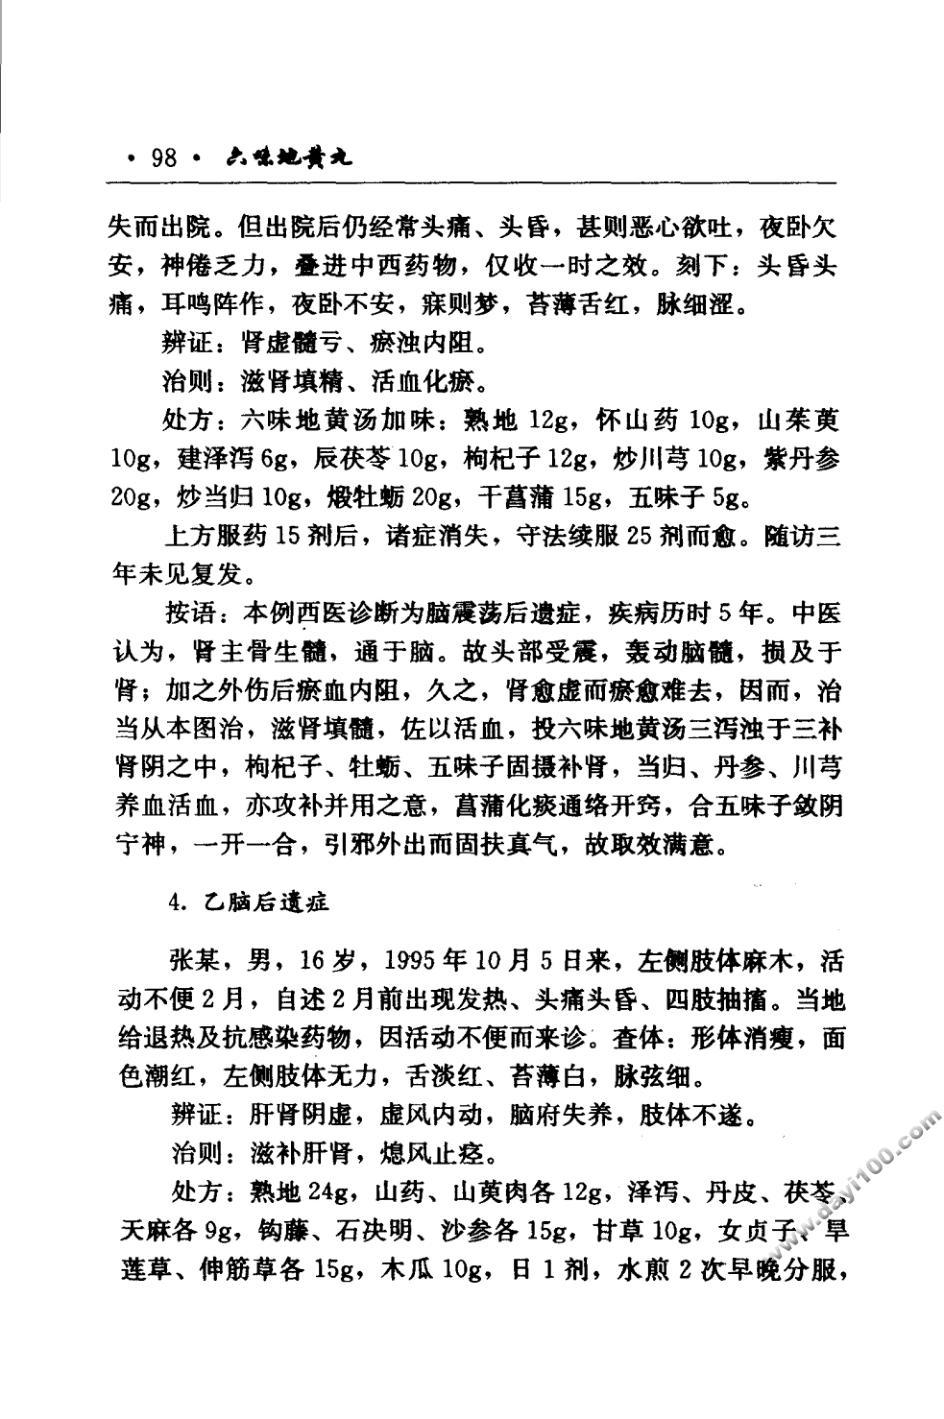 ·98· 六味地黄丸
失而出院。但出院后仍经常头痛、头昏，甚则恶心欲吐，夜卧欠
安，神倦乏力，叠进中西药物，仅收一时之效。刻下：头昏头
痛，耳鸣阵作，夜卧不安，寐则梦，苔薄舌红，脉细涩。
辨证：肾虚髓亏、瘀浊内阻。
治则：滋肾填精、活血化瘀。
处方：六味地黄汤加味：熟地 12g，怀山药 10g，山茱萸
10g，建泽泻 6g，辰茯苓 10g，枸杞子 12g，炒川芎 10g，紫丹参
20g，炒当归 10g，煅牡蛎 20g，干菖蒲 15g，五味子 5g。
上方服药 15 剂后，诸症消失，守法续服 25 剂而愈。随访三
年未见复发。
按语：本例西医诊断为脑震荡后遗症，疾病历时 5 年。中医
认为，肾主骨生髓，通于脑。故头部受震，轰动脑髓，损及于
肾；加之外伤后瘀血内阻，久之，肾愈虚而瘀愈难去，因而，治
当从本图治，滋肾填髓，佐以活血，投六味地黄汤三泻浊于三补
肾阴之中，枸杞子、牡蛎、五味子固摄补肾，当归、丹参、川芎
养血活血，亦攻补并用之意，菖蒲化痰通络开窍，合五味子敛阴
宁神，一开一合，引邪外出而固扶真气，故取效满意。
4. 乙脑后遗症
张某，男，16 岁，1995 年 10 月 5 日来，左侧肢体麻木，活
动不便 2 月，自述 2 月前出现发热、头痛头昏、四肢抽搐。当地
给退热及抗感染药物，因活动不便而来诊。查体：形体消瘦，面
色潮红，左侧肢体无力，舌淡红、苔薄白，脉弦细。
辨证：肝肾阴虚，虚风内动，脑府失养，肢体不遂。
治则：滋补肝肾，熄风止痉。
处方：熟地 24g，山药、山萸肉各 12g，泽泻、丹皮、茯苓、
天麻各 9g，钩藤、石决明、沙参各 15g，甘草 10g，女贞子、旱
莲草、伸筋草各 15g，木瓜 10g，日 1 剂，水煎 2 次早晚分服，
www.dayi100.com